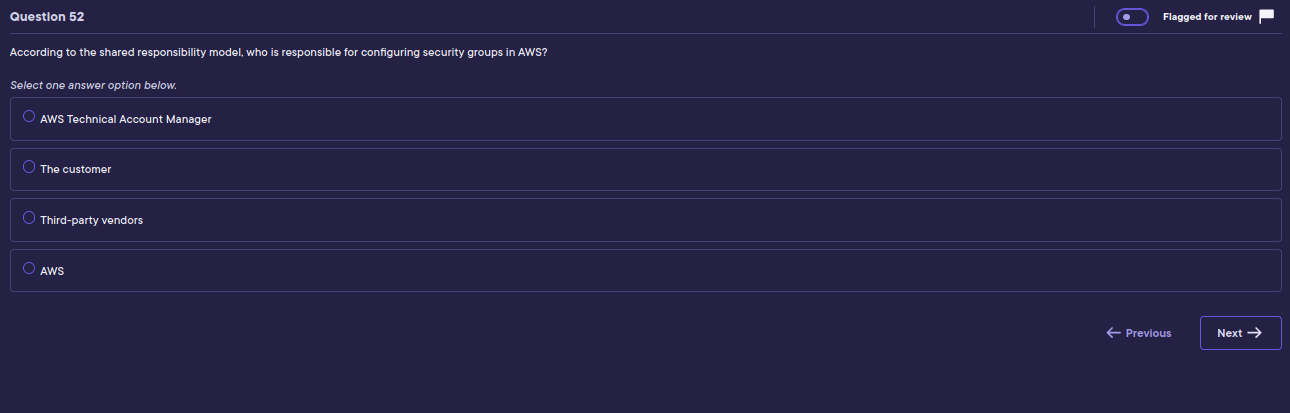 Question 52
Flagged for review
According to the shared responsibility model, who is responsible for configuring security groups in AWS?
Select one answer option below.
AWS Technical Account Manager
The customer
Third-party vendors
AWS
Previous
Next